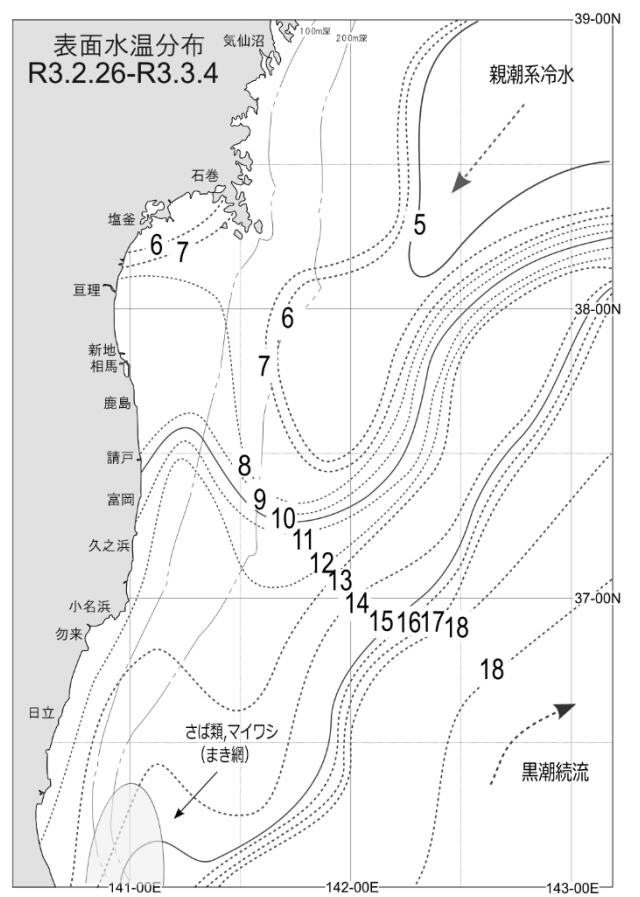 表面水温分布
R3.2.26-R3.3.4
39-00N
気仙沼
100m深
200m深
親潮系冷水
石巻
塩釜
5
6
7
亘理
38-00N
6
新地
相馬
7
鹿島
請戸
8
富岡
9
10
久之浜
11
12
13
小名浜
14
37-00N
勿来
15
16
17
18
18
日立
さば類,マイワシ
(まき網)
黒潮続流
141-00E
142-00E
143-00E